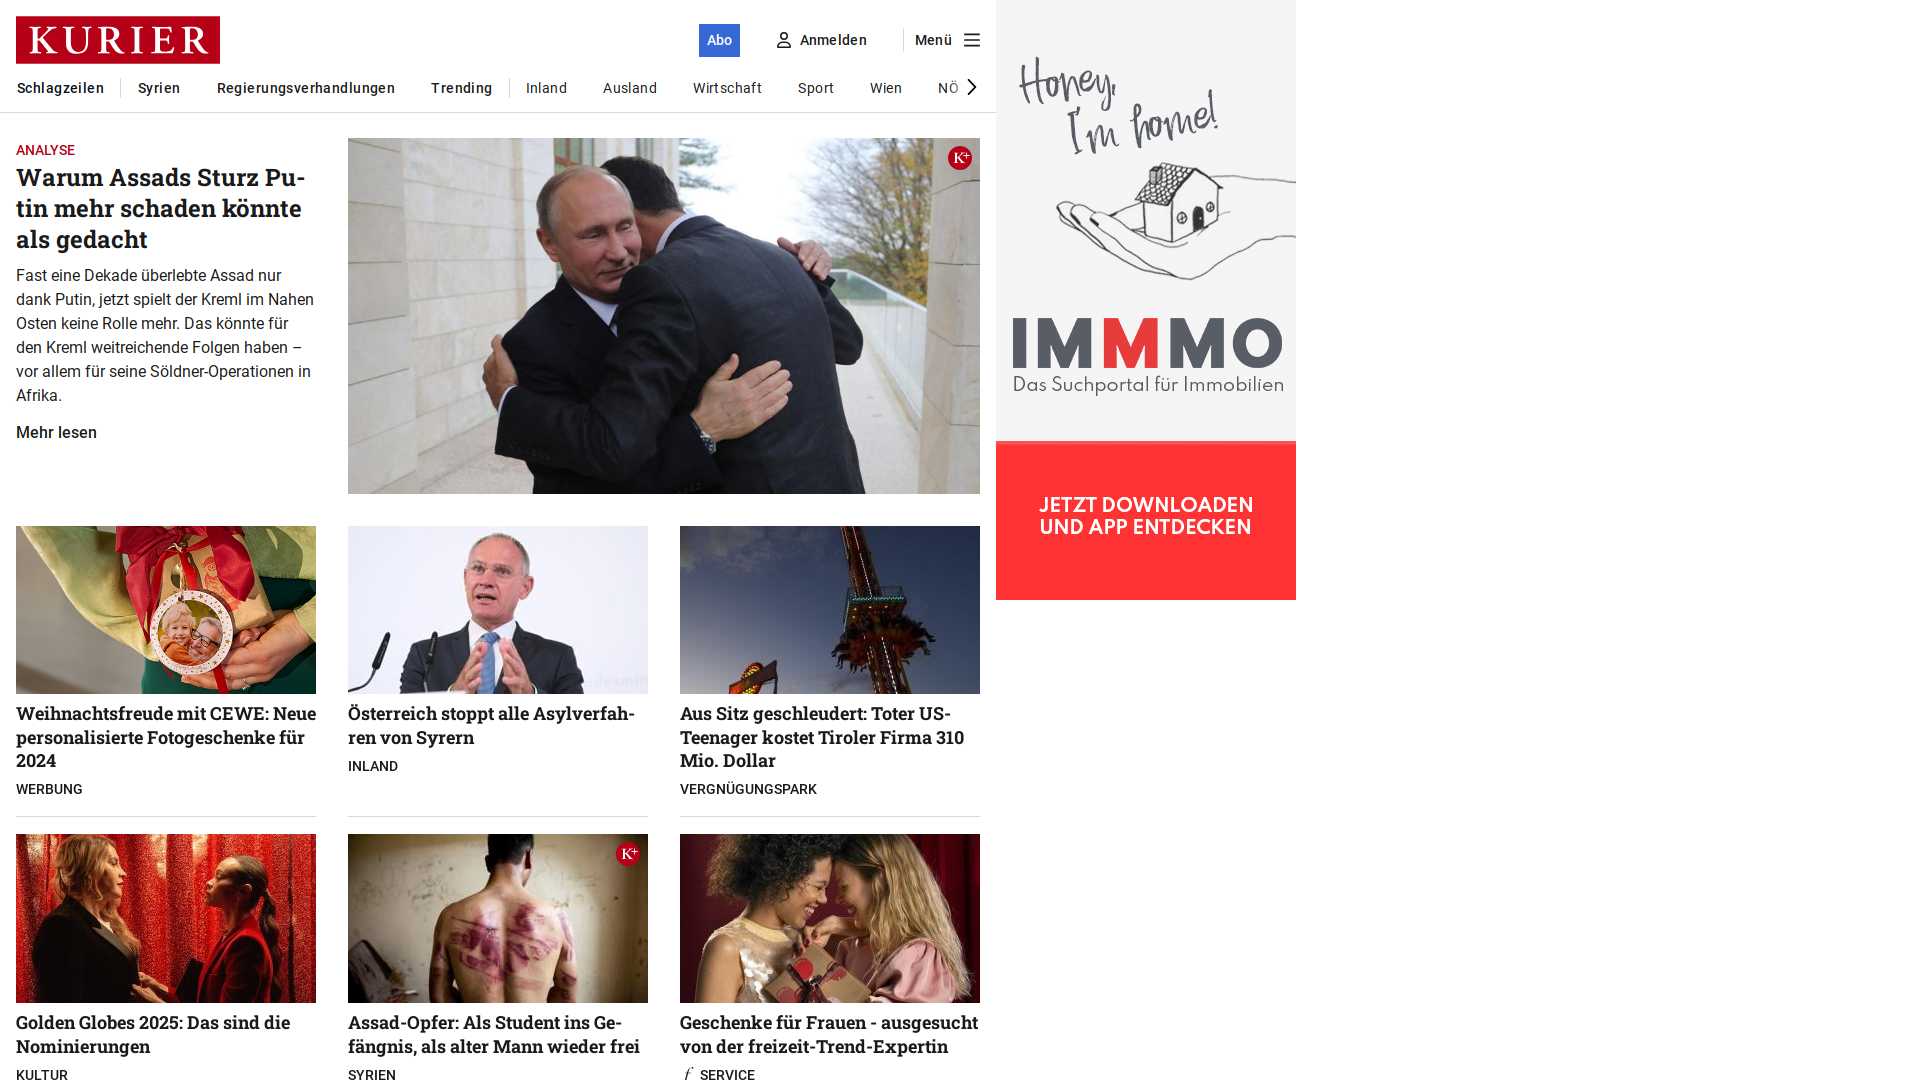 KURIER
Abo
Anmelden
Menü
Schlagzeilen
Syrien
Regierungsverhandlungen
Trending
Inland
Ausland
Wirtschaft
Sport
Wien
NÖ
ANALYSE
Warum Assads Sturz Pu-
tin mehr schaden könnte
als gedacht
Fast eine Dekade überlebte Assad nur
dank Putin, jetzt spielt der Kreml im Nahen
Osten keine Rolle mehr. Das könnte für
den Kreml weitreichende Folgen haben –
vor allem für seine Söldner-Operationen in
Afrika.
Mehr lesen
K+
Honey,
I'm home!
IMMMO
Das Suchportal für Immobilien
JETZT DOWNLOADEN
UND APP ENTDECKEN
Weihnachtsfreude mit CEWE: Neue
personalisierte Fotogeschenke für
2024
WERBUNG
Österreich stoppt alle Asylverfah-
ren von Syrern
INLAND
Aus Sitz geschleudert: Toter US-
Teenager kostet Tiroler Firma 310
Mio. Dollar
VERGNÜGUNGSPARK
Golden Globes 2025: Das sind die
Nominierungen
KULTUR
K+
Assad-Opfer: Als Student ins Ge-
fängnis, als alter Mann wieder frei
SYRIEN
Geschenke für Frauen - ausgesucht
von der freizeit-Trend-Expertin
f SERVICE